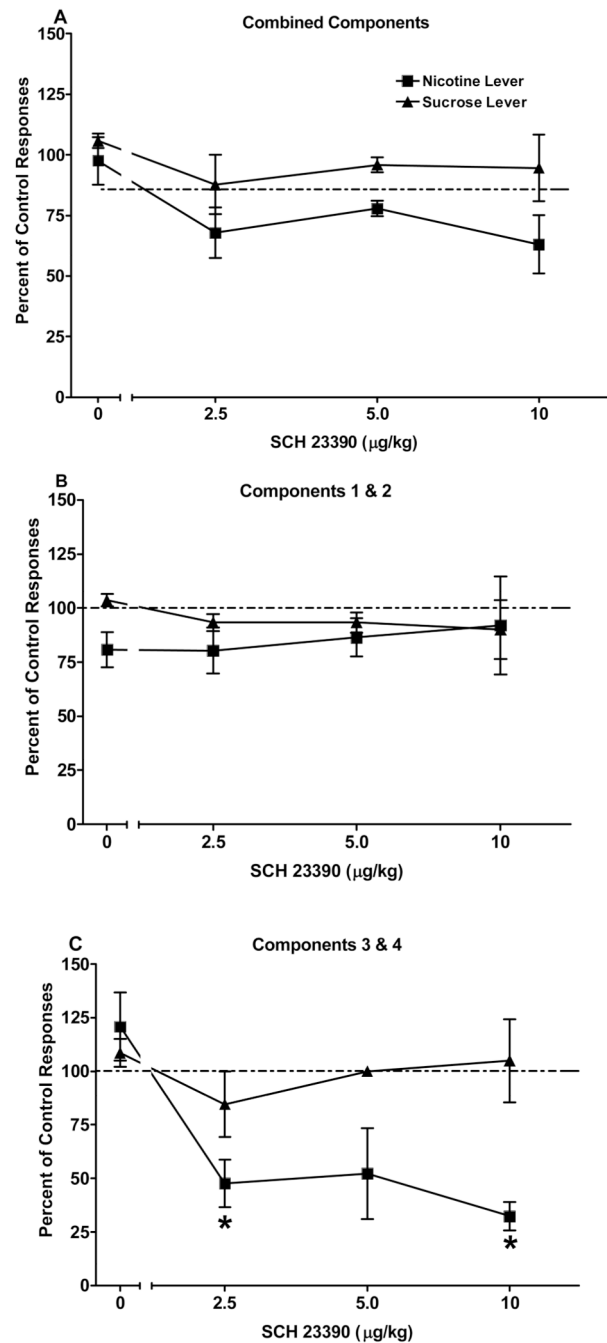 A
Combined Components
150
125
100
75
50
25
0
Percent of Control Responses
Nicotine Lever
Sucrose Lever
0 2.5 5.0 10
SCH 23390 (μg/kg)
B
Components 1 & 2
150
125
100
75
50
25
0
Percent of Control Responses
0 2.5 5.0 10
SCH 23390 (μg/kg)
C
Components 3 & 4
150
125
100
75
50
25
0
Percent of Control Responses
*
*
0 2.5 5.0 10
SCH 23390 (μg/kg)